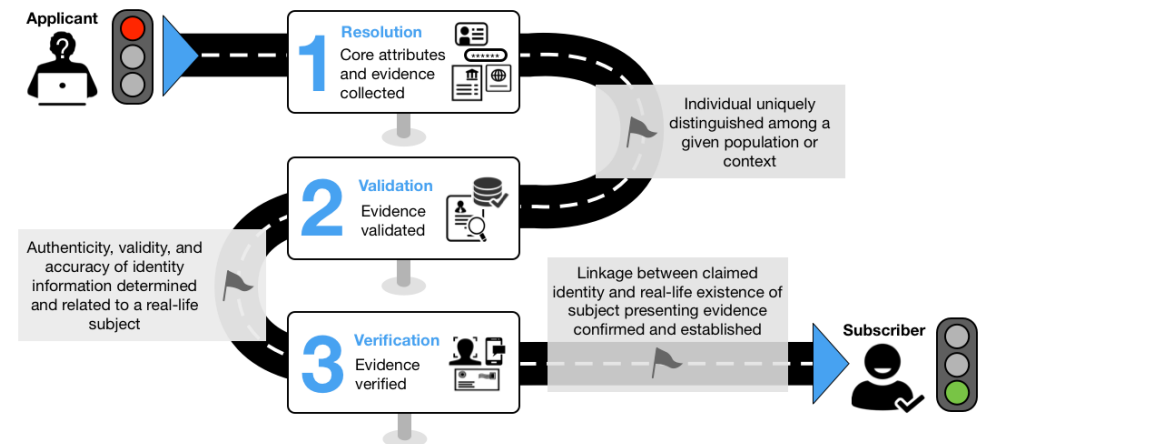 Applicant
1
Resolution
Core attributes
and evidence
collected
******
Individual uniquely
distinguished among a
given population or
context
2
Validation
Evidence
validated
Authenticity, validity, and
accuracy of identity
information determined
and related to a real-life
subject
Linkage between claimed
identity and real-life existence of
subject presenting evidence
confirmed and established
3
Verification
Evidence
verified
Subscriber